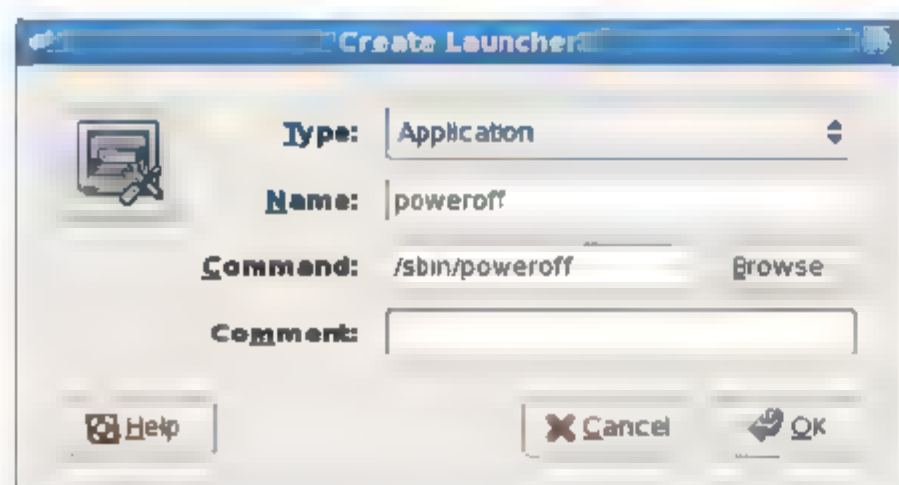 Create Launcher
Type: Application
Name: poweroff
Command: /sbin/poweroff Browse
Comment:
Help Cancel OK